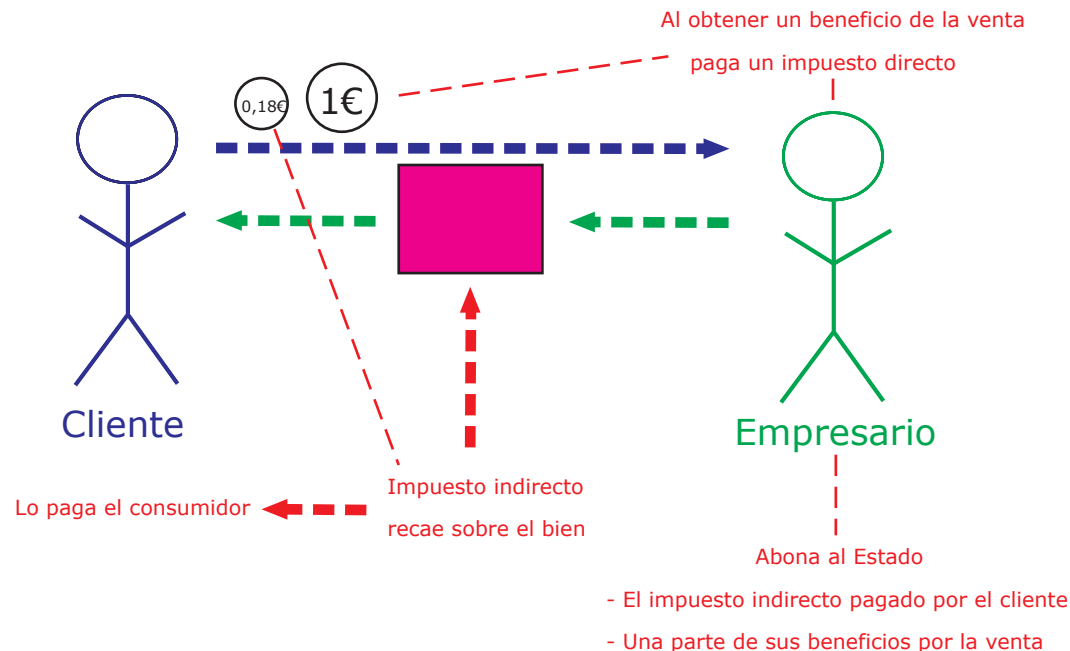 Al obtener un beneficio de la venta
paga un impuesto directo
0,18€
1€
Cliente
Empresario
Impuesto indirecto
recae sobre el bien
Lo paga el consumidor
Abona al Estado
- El impuesto indirecto pagado por el cliente
- Una parte de sus beneficios por la venta